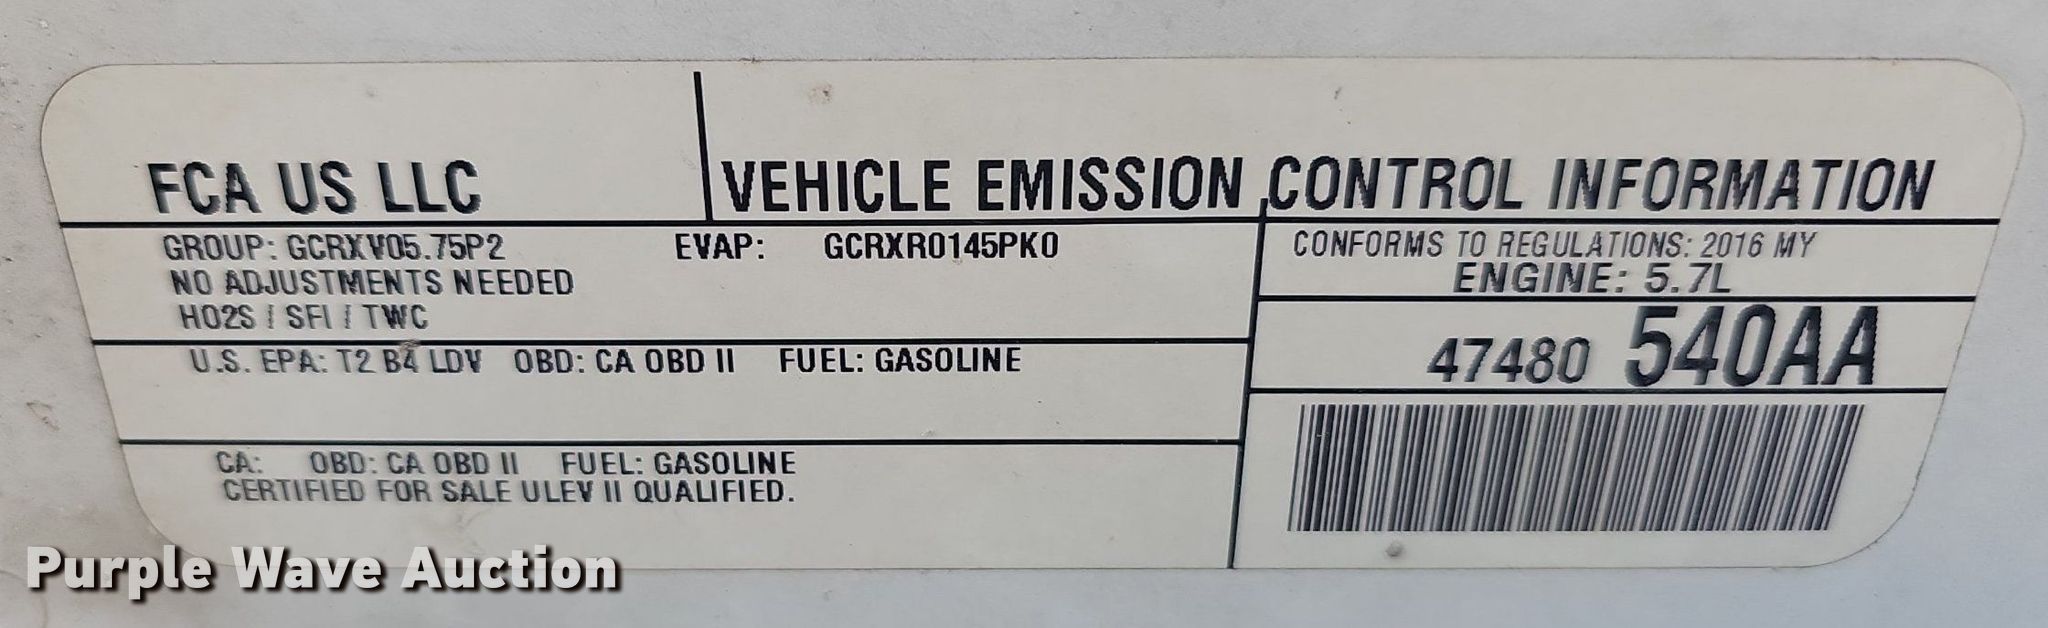 FCA US LLC
VEHICLE EMISSION CONTROL INFORMATION
GROUP: GCRXV05.75P2 EVAP: GCRXR0145PK0
NO ADJUSTMENTS NEEDED
HO2S / SFI / TWC
U.S. EPA: T2 B4 LDV OBD: CA OBD II FUEL: GASOLINE
CA: OBD: CA OBD II FUEL: GASOLINE
CERTIFIED FOR SALE ULEV II QUALIFIED.
CONFORMS TO REGULATIONS: 2016 MY
ENGINE: 5.7L
47480 540AA
Purple Wave Auction